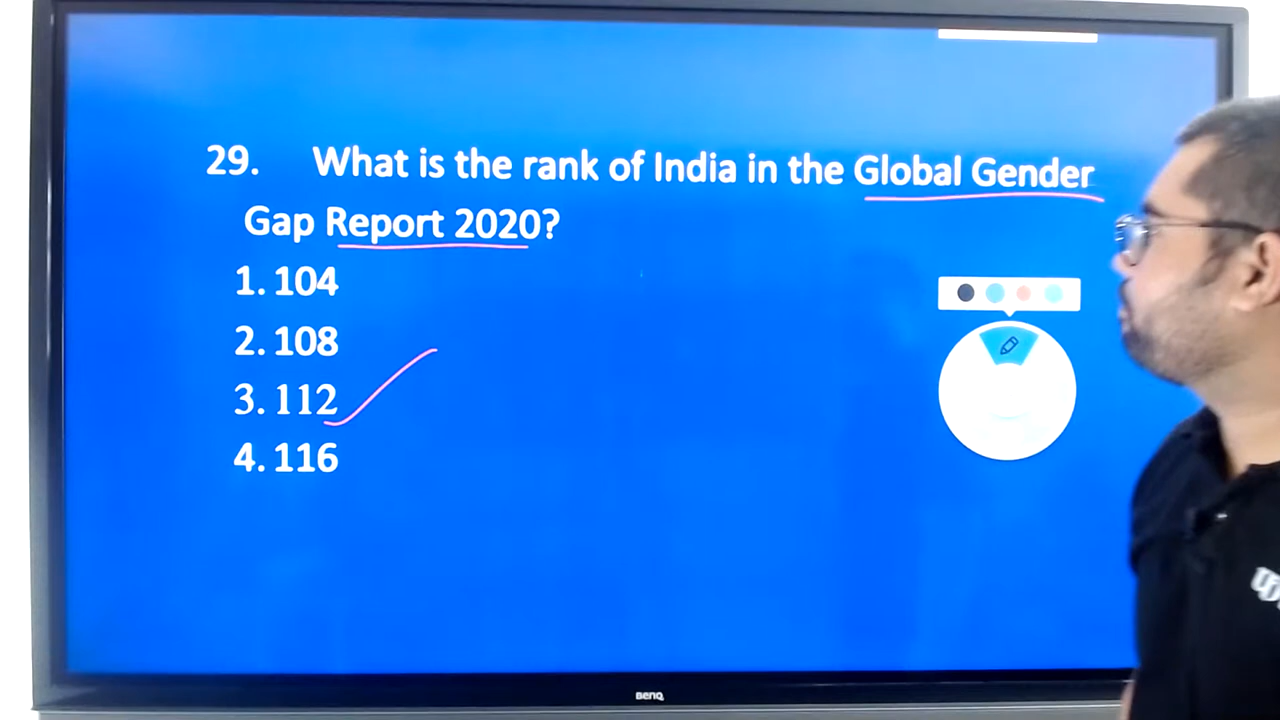 29. What is the rank of India in the Global Gender
Gap Report 2020?
1. 104
2. 108
3. 112
4. 116
BenQ